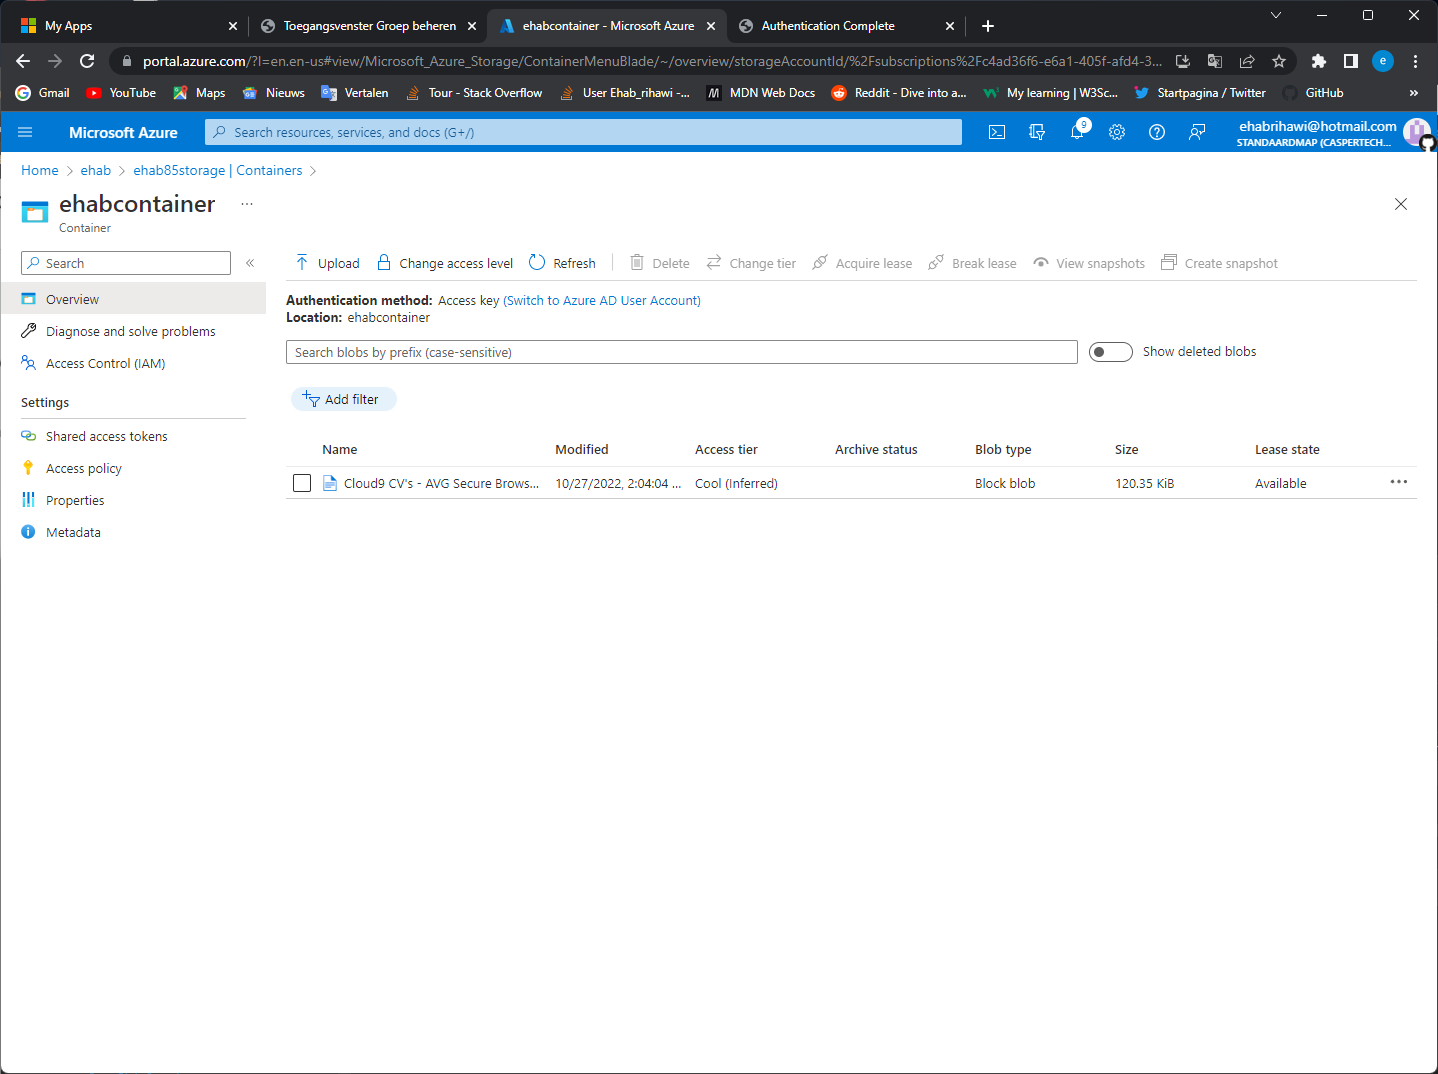 My Apps
Toegangsvenster Groep beheren
ehabcontainer - Microsoft Azure
Authentication Complete
portal.azure.com/?l=en.en-us#view/Microsoft_Azure_Storage/ContainerMenuBlade/~/overview/storageAccountId/%2Fsubscriptions%2Fc4ad36f6-e6a1-405f-afd4-3...
e
Gmail
YouTube
Maps
Nieuws
Vertalen
Tour - Stack Overflow
User Ehab_rihawi -...
MDN Web Docs
Reddit - Dive into a...
My learning | W3Sc...
Startpagina / Twitter
GitHub
»
Microsoft Azure
Search resources, services, and docs (G+/)
9
ehabrihawi@hotmail.com
STANDAARDMAP (CASPERTECH...
Home > ehab > ehab85storage | Containers >
ehabcontainer
...
Container
Search
«
Upload
Change access level
Refresh
Delete
Change tier
Acquire lease
Break lease
View snapshots
Create snapshot
Overview
Diagnose and solve problems
Access Control (IAM)
Settings
Shared access tokens
Access policy
Properties
Metadata
Authentication method: Access key (Switch to Azure AD User Account)
Location: ehabcontainer
Search blobs by prefix (case-sensitive)
Show deleted blobs
Add filter
Name Modified Access tier Archive status Blob type Size Lease state
Cloud9 CV's - AVG Secure Brows... 10/27/2022, 2:04:04 ... Cool (Inferred) Block blob 120.35 KiB Available ...